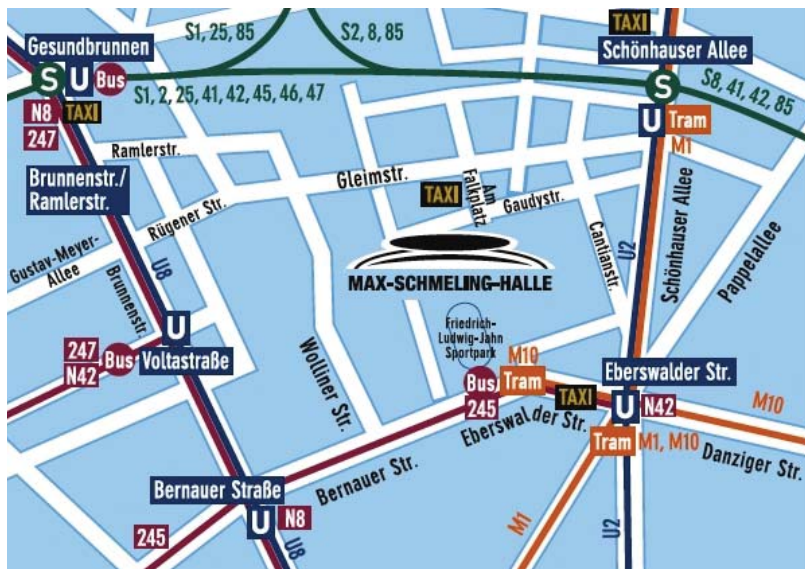 TAXI
Gesundbrunnen
S1, 25, 85
S2, 8, 85
Schönhauser Allee
S U Bus
S
S1, 2, 25, 41, 42, 45, 46, 47
S8, 41, 42, 85
N8 TAXI
247
U Tram
M1
Ramlerstr.
Brunnenstr./
Ramlerstr.
Gleimstr.
TAXI
Am
Falkplatz
Gaudystr.
Rügener Str.
Gustav-Meyer-
Allee
U8
Cantianstr.
U2
Schönhauser Allee
Pappelallee
MAX-SCHMELING-HALLE
Brunnenstr.
U
Voltastraße
247
Bus
N42
Wolliner Str.
Friedrich-
Ludwig-Jahn
Sportpark
M10
Bus Tram
245
Eberswalder Str.
TAXI
Eberswalder Str.
U N42
M10
Tram M1, M10
Danziger Str.
Bernauer Str.
Bernauer Straße
U N8
U8
245
M1
U2